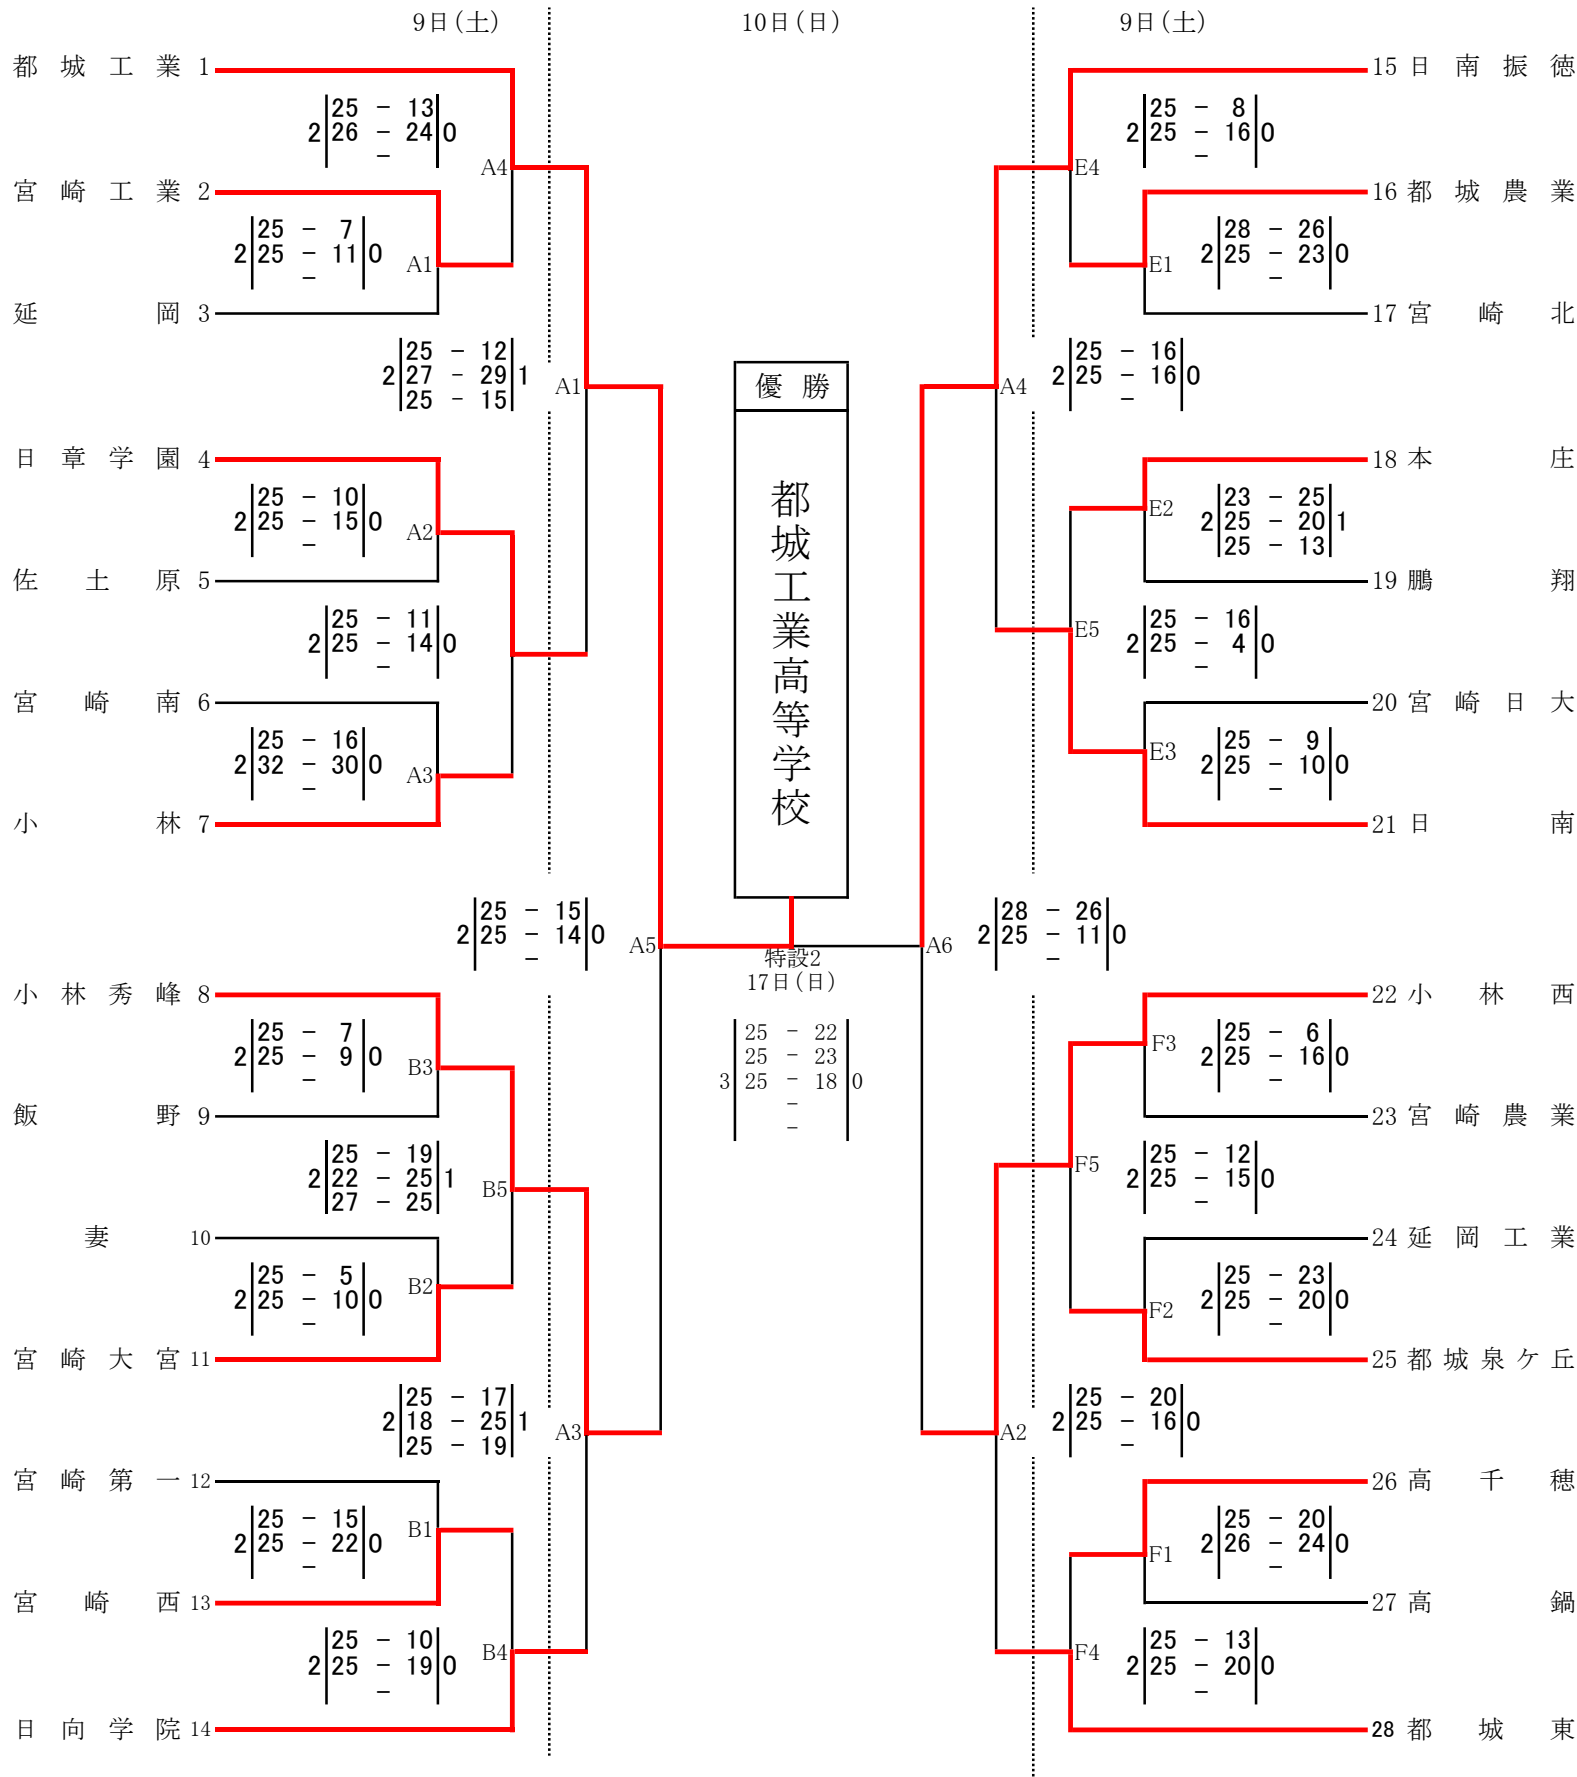 9日(土)
10日(日)
9日(土)
都城工業 1
25 - 13
2 26 - 24 0
-
A4
宮崎工業 2
25 - 7
2 25 - 11 0
-
A1
延岡 3
25 - 12
2 27 - 29 1
25 - 15
A1
日章学園 4
25 - 10
2 25 - 15 0
-
A2
佐土原 5
25 - 11
2 25 - 14 0
-
宮崎南 6
25 - 16
2 32 - 30 0
-
A3
小林 7
25 - 15
2 25 - 14 0
-
A5
小林秀峰 8
25 - 7
2 25 - 9 0
-
B3
飯野 9
25 - 19
2 22 - 25 1
27 - 25
B5
妻 10
25 - 5
2 25 - 10 0
-
B2
宮崎大宮 11
25 - 17
2 18 - 25 1
25 - 19
A3
宮崎第一 12
25 - 15
2 25 - 22 0
-
B1
宮崎西 13
25 - 10
2 25 - 19 0
-
B4
日向学院 14
優勝
都城工業高等学校
特設2
17日(日)
25 - 22
25 - 23
3 25 - 18 0
-
-
15 日南振徳
25 - 8
2 25 - 16 0
-
E4
16 都城農業
28 - 26
2 25 - 23 0
-
E1
17 宮崎北
25 - 16
2 25 - 16 0
-
A4
18 本庄
23 - 25
2 25 - 20 1
25 - 13
E2
19 鵬翔
25 - 16
2 25 - 4 0
-
E5
20 宮崎日大
25 - 9
2 25 - 10 0
-
E3
21 日南
28 - 26
2 25 - 11 0
-
A6
22 小林西
25 - 6
2 25 - 16 0
-
F3
23 宮崎農業
25 - 12
2 25 - 15 0
-
F5
24 延岡工業
25 - 23
2 25 - 20 0
-
F2
25 都城泉ケ丘
25 - 20
2 25 - 16 0
-
A2
26 高千穂
25 - 20
2 26 - 24 0
-
F1
27 高鍋
25 - 13
2 25 - 20 0
-
F4
28 都城東